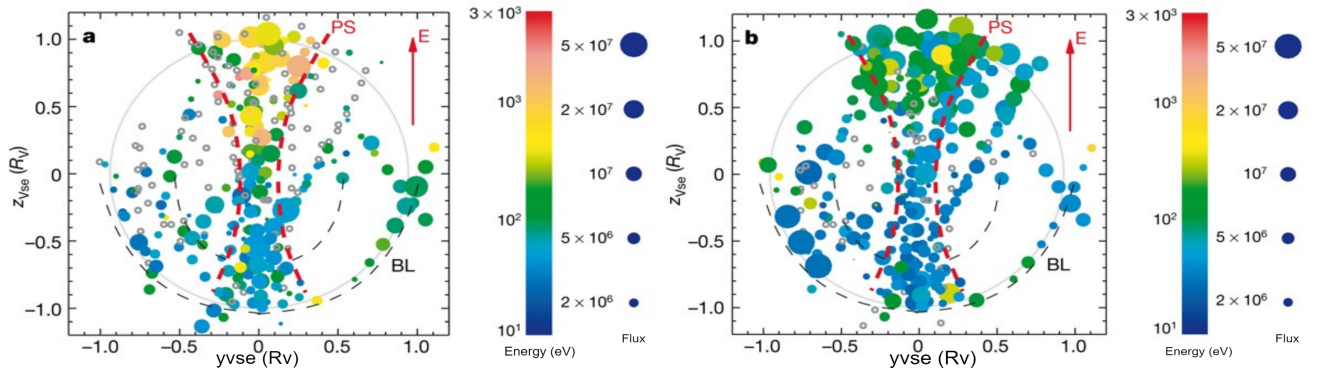 a
PS
E
BL
1.0
0.5
0
−0.5
−1.0
z_Vse (R_V)
−1.0 −0.5 0 0.5 1.0
yvse (Rv)
3 × 10³
10³
10²
10¹
Energy (eV)
5 × 10⁷
2 × 10⁷
10⁷
5 × 10⁶
2 × 10⁶
Flux
b
PS
E
BL
1.0
0.5
0
−0.5
−1.0
z_Vse (R_V)
−1.0 −0.5 0 0.5 1.0
yvse (Rv)
3 × 10³
10³
10²
10¹
Energy (eV)
5 × 10⁷
2 × 10⁷
10⁷
5 × 10⁶
2 × 10⁶
Flux